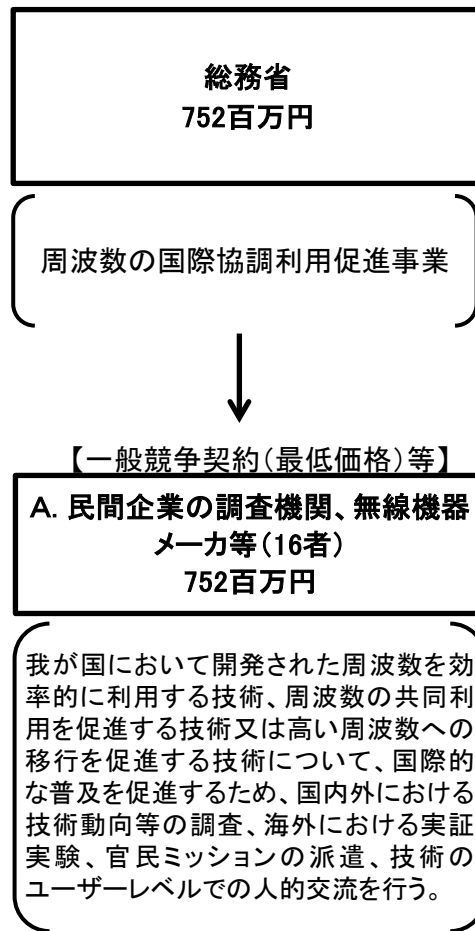 総務省
752百万円
周波数の国際協調利用促進事業
【一般競争契約(最低価格)等】
A. 民間企業の調査機関、無線機器
メーカ等(16者)
752百万円
我が国において開発された周波数を効
率的に利用する技術、周波数の共同利
用を促進する技術又は高い周波数への
移行を促進する技術について、国際的
な普及を促進するため、国内外における
技術動向等の調査、海外における実証
実験、官民ミッションの派遣、技術の
ユーザーレベルでの人的交流を行う。